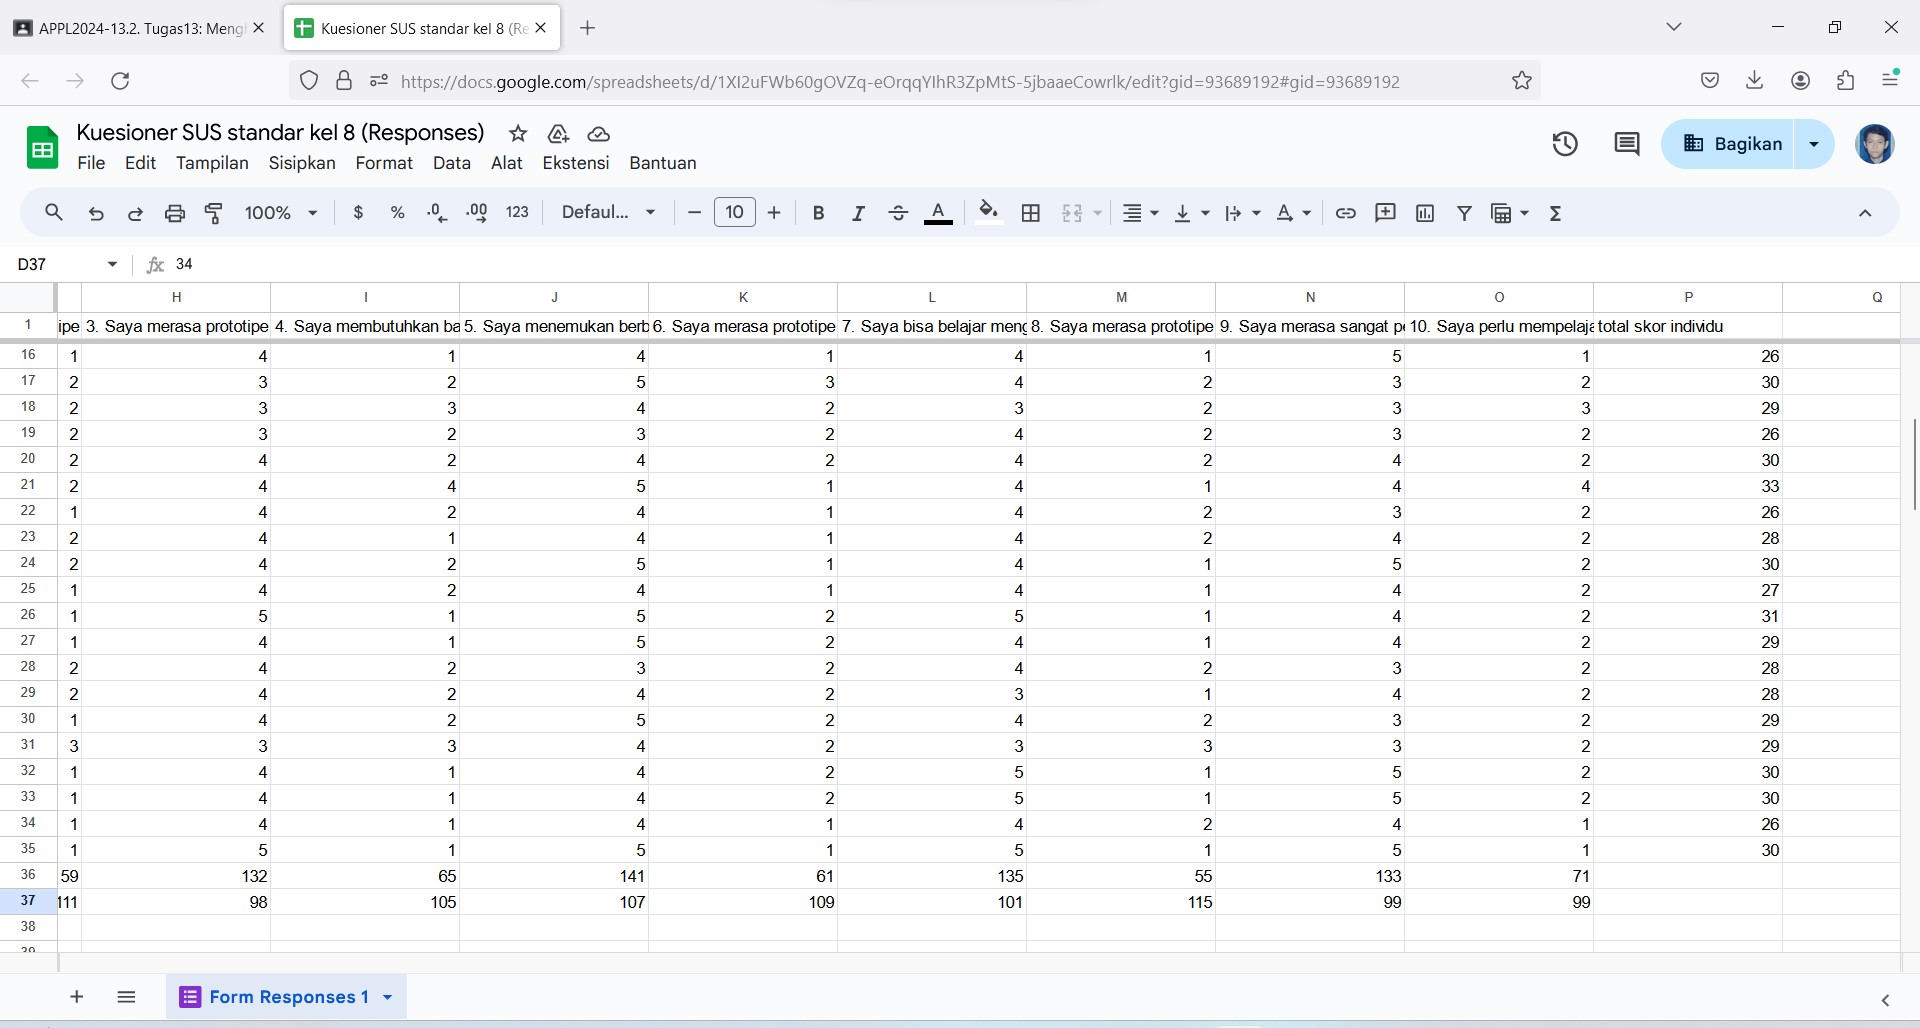 APPL2024-13.2. Tugas13: Mengh
Kuesioner SUS standar kel 8 (Re
https://docs.google.com/spreadsheets/d/1XI2uFWb60gOVZq-eOrqqYIhR3ZpMtS-5jbaaeCowrlk/edit?gid=93689192#gid=93689192
Kuesioner SUS standar kel 8 (Responses)
File Edit Tampilan Sisipkan Format Data Alat Ekstensi Bantuan
Bagikan
100% $ % .0 .00 123 Defaul... 10 B I A
D37 fx 34
H I J K L M N O P Q
1 ipe 3. Saya merasa prototipe 4. Saya membutuhkan ba 5. Saya menemukan berb 6. Saya merasa prototipe 7. Saya bisa belajar meng 8. Saya merasa prototipe 9. Saya merasa sangat pe 10. Saya perlu mempelaja total skor individu
16 1 4 1 4 1 4 1 5 1 26
17 2 3 2 5 3 4 2 3 2 30
18 2 3 3 4 2 3 2 3 3 29
19 2 3 2 3 2 4 2 3 2 26
20 2 4 2 4 2 4 2 4 2 30
21 2 4 4 5 1 4 1 4 4 33
22 1 4 2 4 1 4 2 3 2 26
23 2 4 1 4 1 4 2 4 2 28
24 2 4 2 5 1 4 1 5 2 30
25 1 4 2 4 1 4 1 4 2 27
26 1 5 1 5 2 5 1 4 2 31
27 1 4 1 5 2 4 1 4 2 29
28 2 4 2 3 2 4 2 3 2 28
29 2 4 2 4 2 3 1 4 2 28
30 1 4 2 5 2 4 2 3 2 29
31 3 3 3 4 2 3 3 3 2 29
32 1 4 1 4 2 5 1 5 2 30
33 1 4 1 4 2 5 1 5 2 30
34 1 4 1 4 1 4 2 4 1 26
35 1 5 1 5 1 5 1 5 1 30
36 59 132 65 141 61 135 55 133 71
37 111 98 105 107 109 101 115 99 99
38
39
Form Responses 1